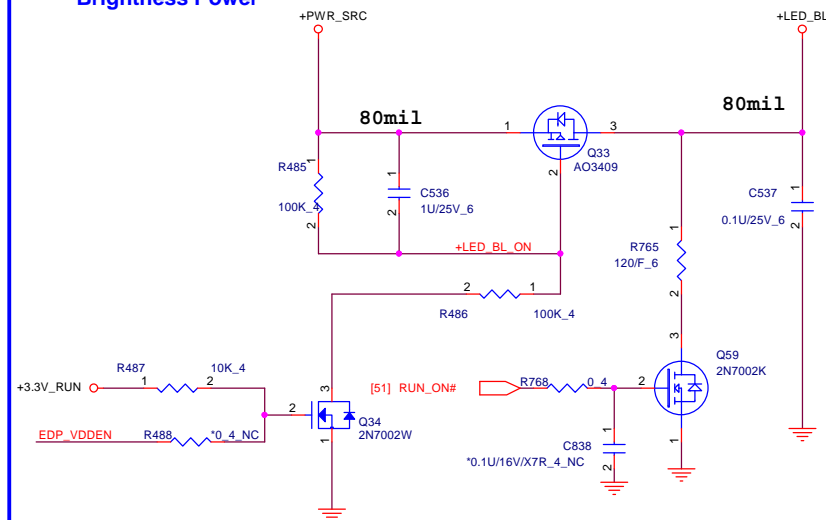 Brightness Power
+PWR_SRC
+LED_BL
80mil
80mil
1
3
Q33
AO3409
2
R485
1
100K_4
2
1
C536
1U/25V_6
2
+LED_BL_ON
1
C537
0.1U/25V_6
2
1
R765
120/F_6
2
2
1
R486
100K_4
3
Q59
2N7002K
R487
10K_4
+3.3V_RUN
1
2
[51] RUN_ON#
R768
0_4
2
3
2
Q34
2N7002W
1
EDP_VDDEN
R488
*0_4_NC
1
C838
*0.1U/16V/X7R_4_NC
2
1